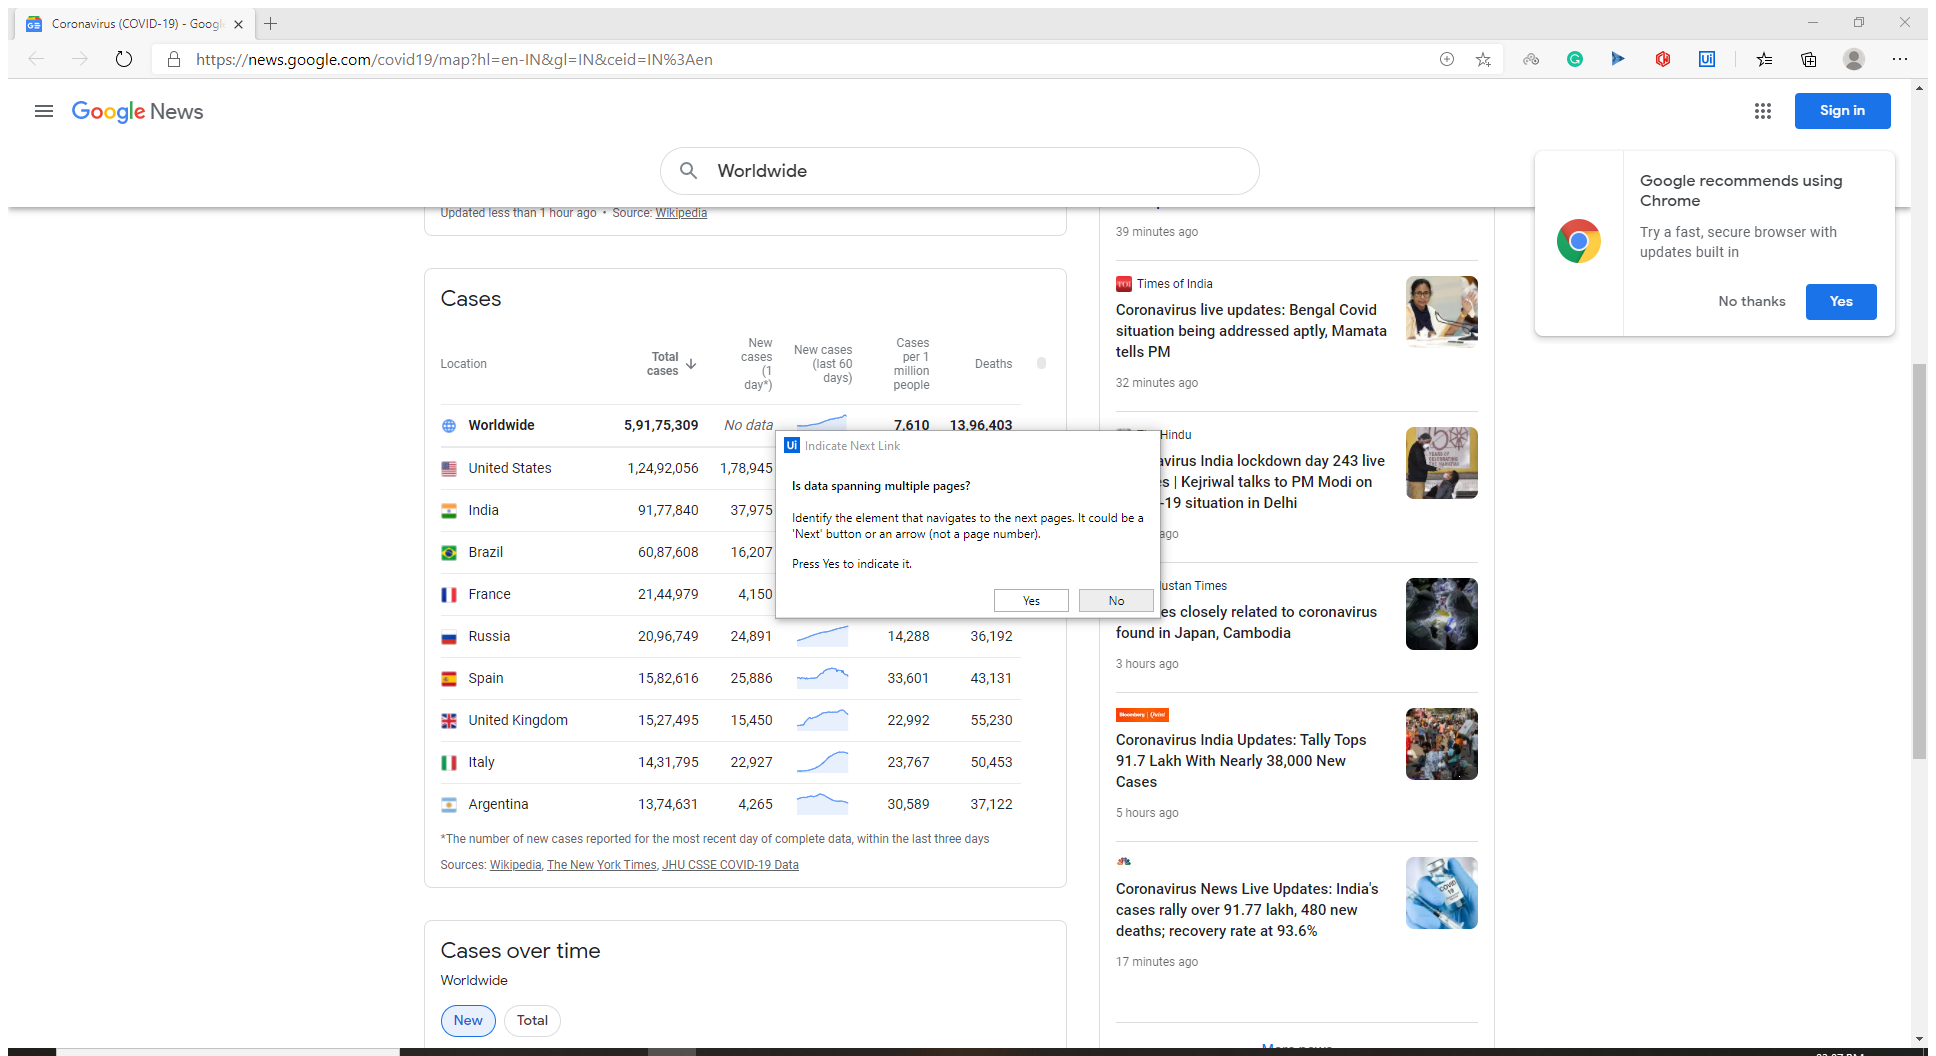 Coronavirus (COVID-19) - Googl
https://news.google.com/covid19/map?hl=en-IN&gl=IN&ceid=IN%3Aen
Google News
Sign in
Worldwide
Google recommends using
Chrome
Try a fast, secure browser with
updates built in
No thanks
Yes
Updated less than 1 hour ago • Source: Wikipedia
Cases
Location
Total
cases
New
cases
(1
day*)
New cases
(last 60
days)
Cases
per 1
million
people
Deaths
Worldwide 5,91,75,309 No data 7,610 13,96,403
United States 1,24,92,056 1,78,945
India 91,77,840 37,975
Brazil 60,87,608 16,207
France 21,44,979 4,150
Russia 20,96,749 24,891 14,288 36,192
Spain 15,82,616 25,886 33,601 43,131
United Kingdom 15,27,495 15,450 22,992 55,230
Italy 14,31,795 22,927 23,767 50,453
Argentina 13,74,631 4,265 30,589 37,122
*The number of new cases reported for the most recent day of complete data, within the last three days
Sources: Wikipedia, The New York Times, JHU CSSE COVID-19 Data
Ui Indicate Next Link
Is data spanning multiple pages?
Identify the element that navigates to the next pages. It could be a
'Next' button or an arrow (not a page number).
Press Yes to indicate it.
Yes No
Cases over time
Worldwide
New Total
39 minutes ago
Times of India
Coronavirus live updates: Bengal Covid
situation being addressed aptly, Mamata
tells PM
32 minutes ago
Hindu
avirus India lockdown day 243 live
es | Kejriwal talks to PM Modi on
-19 situation in Delhi
ago
ustan Times
es closely related to coronavirus
found in Japan, Cambodia
3 hours ago
Bloomberg | Quint
Coronavirus India Updates: Tally Tops
91.7 Lakh With Nearly 38,000 New
Cases
5 hours ago
Coronavirus News Live Updates: India's
cases rally over 91.77 lakh, 480 new
deaths; recovery rate at 93.6%
17 minutes ago